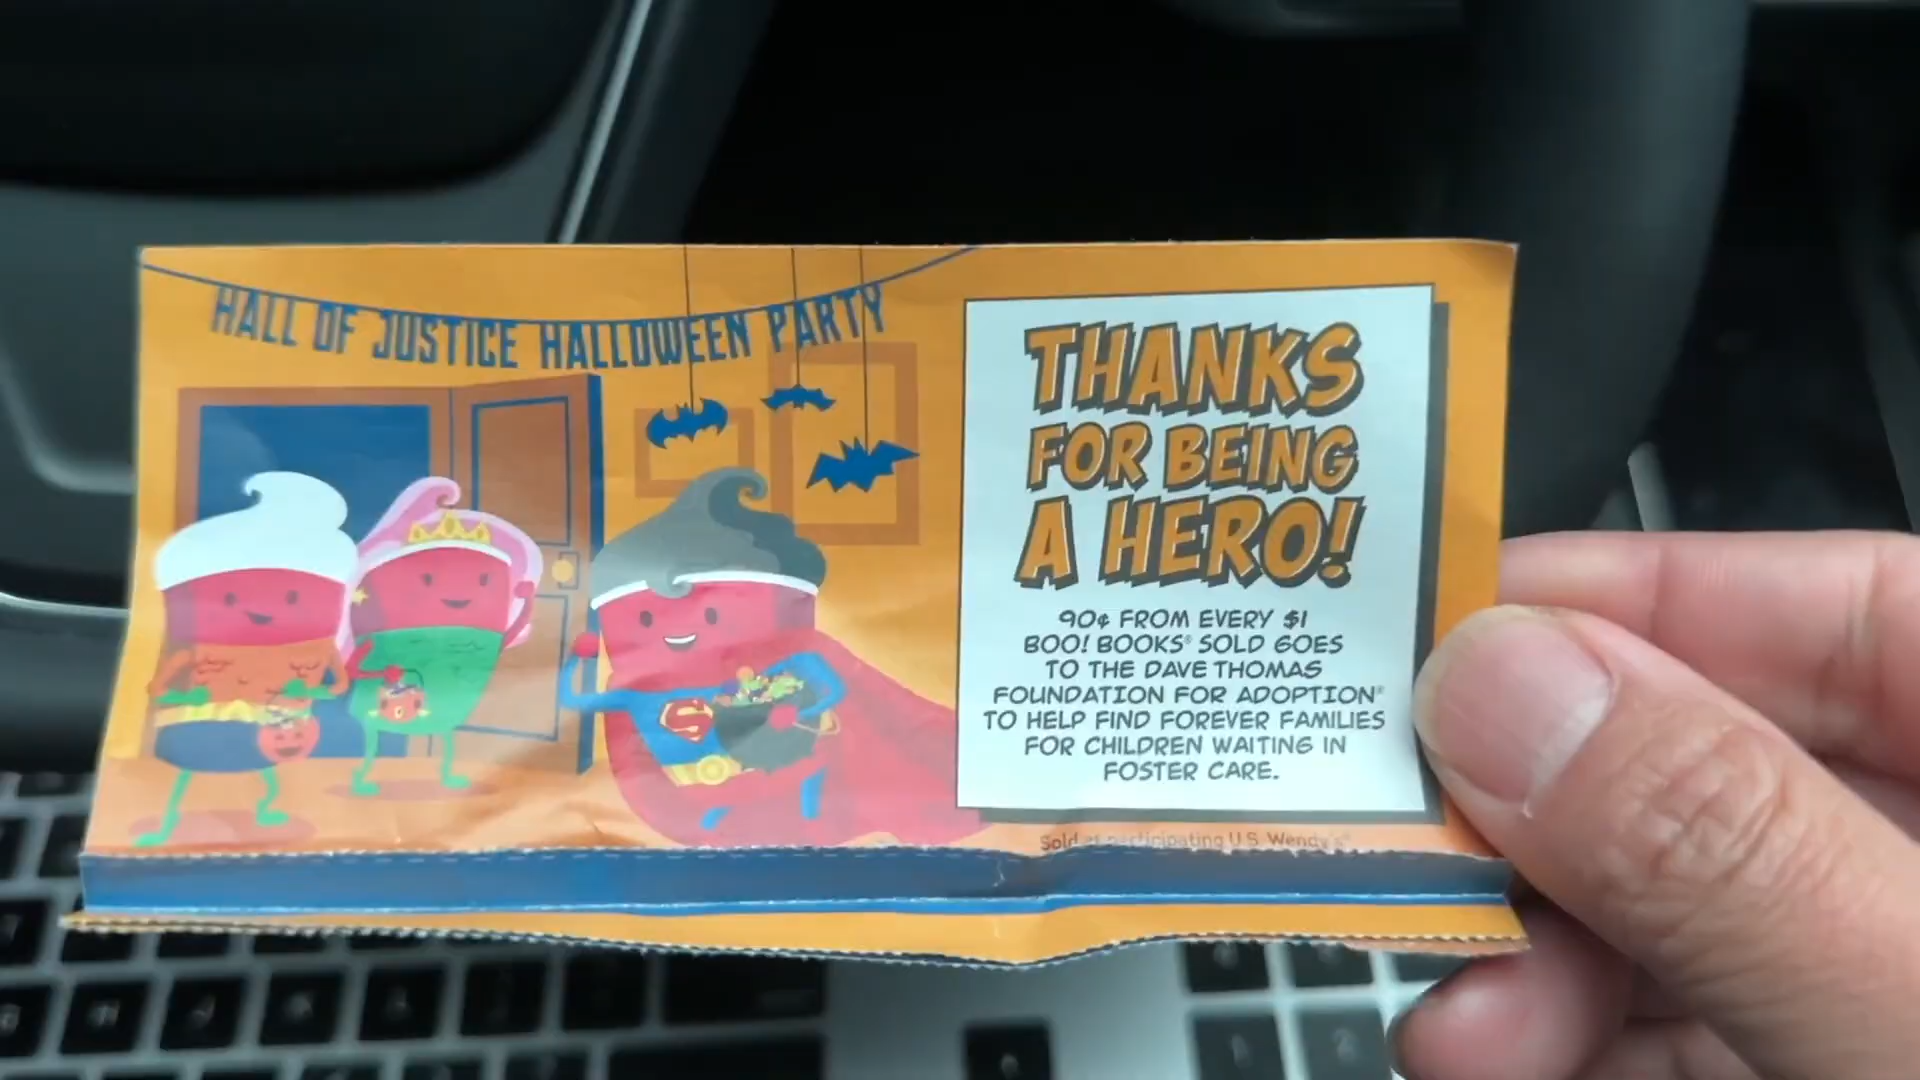 HALL OF JUSTICE HALLOWEEN PARTY
THANKS
FOR BEING
A HERO!
90¢ FROM EVERY $1
BOO! BOOKS® SOLD GOES
TO THE DAVE THOMAS
FOUNDATION FOR ADOPTION®
TO HELP FIND FOREVER FAMILIES
FOR CHILDREN WAITING IN
FOSTER CARE.
Sold at participating U.S. Wendy's®
S
1
2